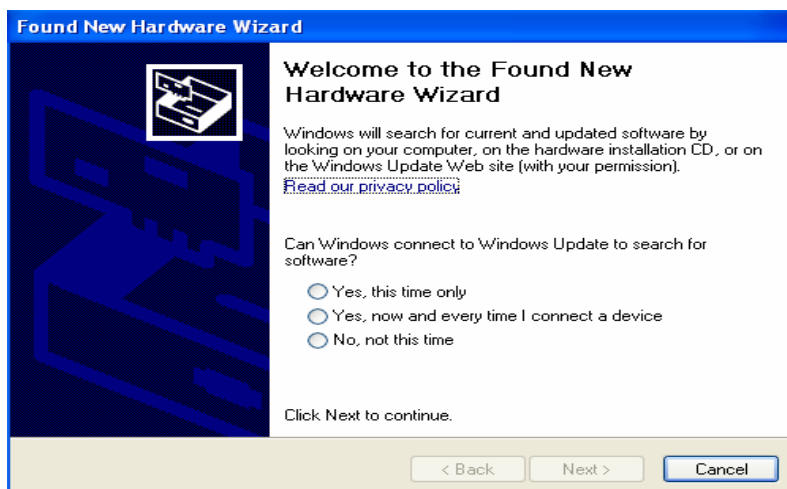 Found New Hardware Wizard
Welcome to the Found New
Hardware Wizard
Windows will search for current and updated software by
looking on your computer, on the hardware installation CD, or on
the Windows Update Web site (with your permission).
Read our privacy policy
Can Windows connect to Windows Update to search for
software?
Yes, this time only
Yes, now and every time I connect a device
No, not this time
Click Next to continue.
< Back
Next >
Cancel